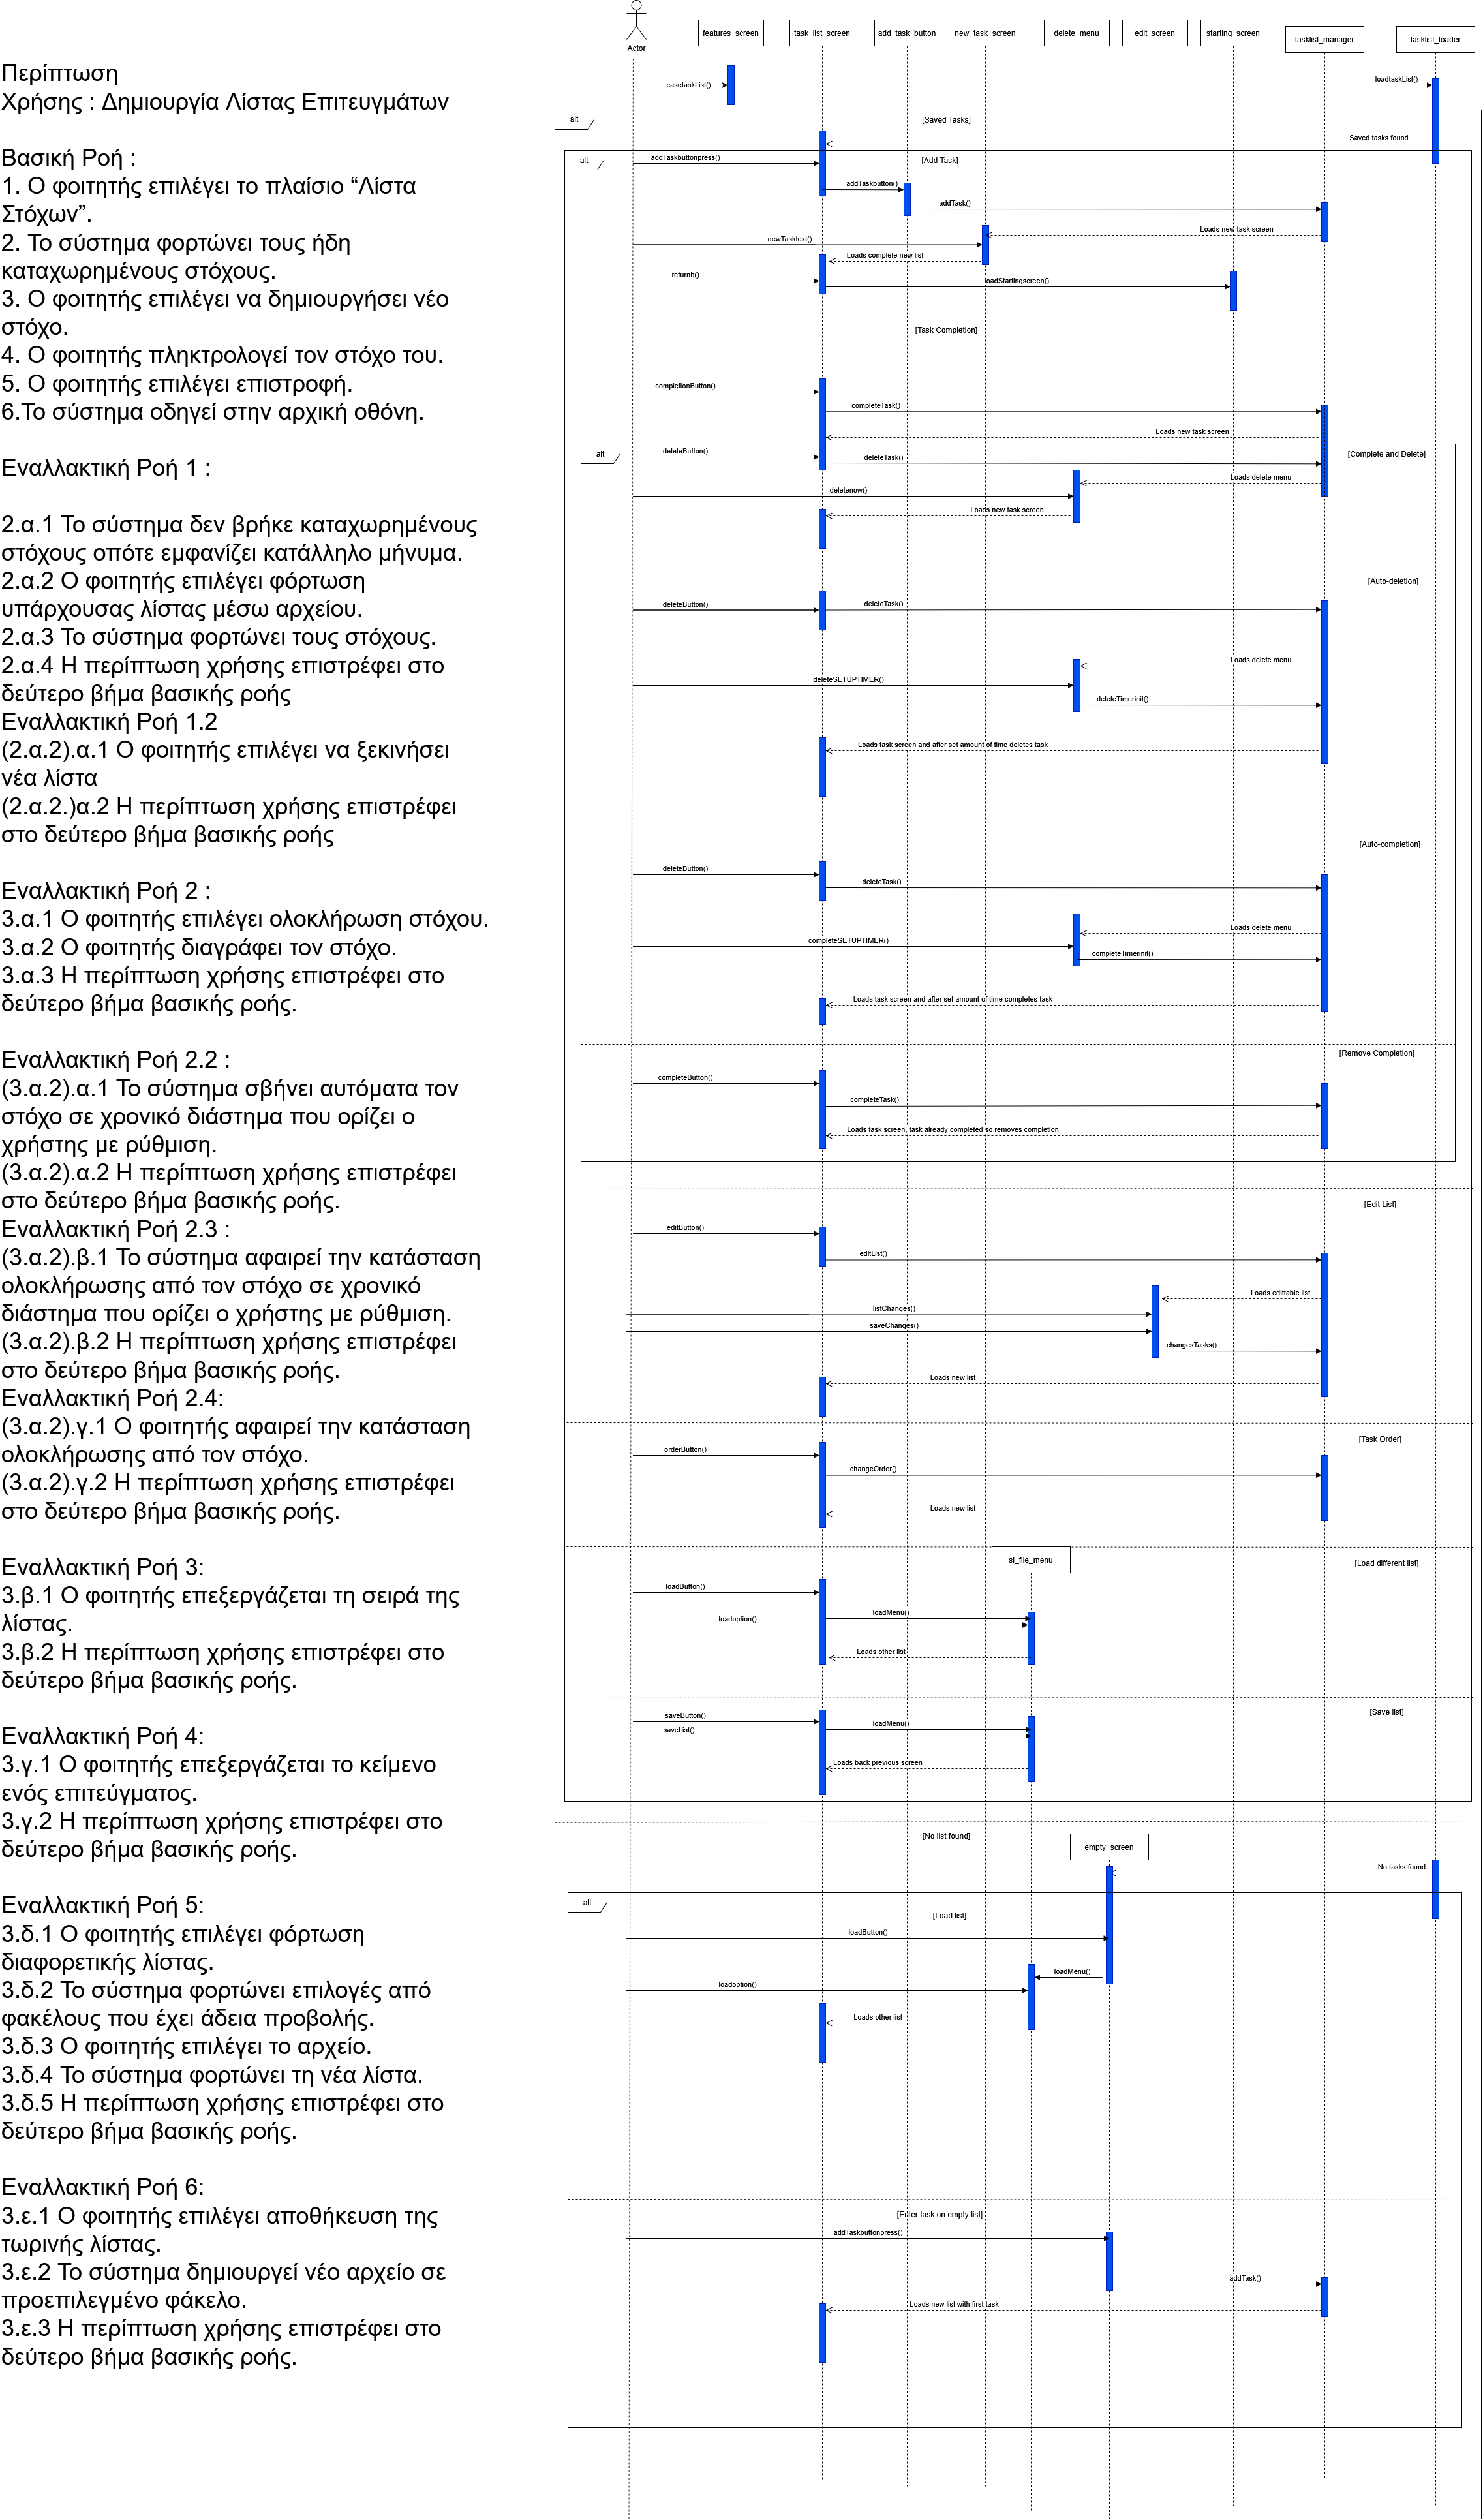 Περίπτωση
Χρήσης : Δημιουργία Λίστας Επιτευγμάτων
Βασική Ροή :
1. Ο φοιτητής επιλέγει το πλαίσιο “Λίστα
Στόχων”.
2. Το σύστημα φορτώνει τους ήδη
καταχωρημένους στόχους.
3. Ο φοιτητής επιλέγει να δημιουργήσει νέο
στόχο.
4. Ο φοιτητής πληκτρολογεί τον στόχο του.
5. Ο φοιτητής επιλέγει επιστροφή.
6.Το σύστημα οδηγεί στην αρχική οθόνη.
Εναλλακτική Ροή 1 :
2.α.1 Το σύστημα δεν βρήκε καταχωρημένους
στόχους οπότε εμφανίζει κατάλληλο μήνυμα.
2.α.2 Ο φοιτητής επιλέγει φόρτωση
υπάρχουσας λίστας μέσω αρχείου.
2.α.3 Το σύστημα φορτώνει τους στόχους.
2.α.4 Η περίπτωση χρήσης επιστρέφει στο
δεύτερο βήμα βασικής ροής
Εναλλακτική Ροή 1.2
(2.α.2).α.1 Ο φοιτητής επιλέγει να ξεκινήσει
νέα λίστα
(2.α.2.)α.2 Η περίπτωση χρήσης επιστρέφει
στο δεύτερο βήμα βασικής ροής
Εναλλακτική Ροή 2 :
3.α.1 Ο φοιτητής επιλέγει ολοκλήρωση στόχου.
3.α.2 Ο φοιτητής διαγράφει τον στόχο.
3.α.3 Η περίπτωση χρήσης επιστρέφει στο
δεύτερο βήμα βασικής ροής.
Εναλλακτική Ροή 2.2 :
(3.α.2).α.1 Το σύστημα σβήνει αυτόματα τον
στόχο σε χρονικό διάστημα που ορίζει ο
χρήστης με ρύθμιση.
(3.α.2).α.2 Η περίπτωση χρήσης επιστρέφει
στο δεύτερο βήμα βασικής ροής.
Εναλλακτική Ροή 2.3 :
(3.α.2).β.1 Το σύστημα αφαιρεί την κατάσταση
ολοκλήρωσης από τον στόχο σε χρονικό
διάστημα που ορίζει ο χρήστης με ρύθμιση.
(3.α.2).β.2 Η περίπτωση χρήσης επιστρέφει
στο δεύτερο βήμα βασικής ροής.
Εναλλακτική Ροή 2.4:
(3.α.2).γ.1 Ο φοιτητής αφαιρεί την κατάσταση
ολοκλήρωσης από τον στόχο.
(3.α.2).γ.2 Η περίπτωση χρήσης επιστρέφει
στο δεύτερο βήμα βασικής ροής.
Εναλλακτική Ροή 3:
3.β.1 Ο φοιτητής επεξεργάζεται τη σειρά της
λίστας.
3.β.2 Η περίπτωση χρήσης επιστρέφει στο
δεύτερο βήμα βασικής ροής.
Εναλλακτική Ροή 4:
3.γ.1 Ο φοιτητής επεξεργάζεται το κείμενο
ενός επιτεύγματος.
3.γ.2 Η περίπτωση χρήσης επιστρέφει στο
δεύτερο βήμα βασικής ροής.
Εναλλακτική Ροή 5:
3.δ.1 Ο φοιτητής επιλέγει φόρτωση
διαφορετικής λίστας.
3.δ.2 Το σύστημα φορτώνει επιλογές από
φακέλους που έχει άδεια προβολής.
3.δ.3 Ο φοιτητής επιλέγει το αρχείο.
3.δ.4 Το σύστημα φορτώνει τη νέα λίστα.
3.δ.5 Η περίπτωση χρήσης επιστρέφει στο
δεύτερο βήμα βασικής ροής.
Εναλλακτική Ροή 6:
3.ε.1 Ο φοιτητής επιλέγει αποθήκευση της
τωρινής λίστας.
3.ε.2 Το σύστημα δημιουργεί νέο αρχείο σε
προεπιλεγμένο φάκελο.
3.ε.3 Η περίπτωση χρήσης επιστρέφει στο
δεύτερο βήμα βασικής ροής.
Actor
features_screen
task_list_screen
add_task_button
new_task_screen
delete_menu
edit_screen
starting_screen
tasklist_manager
tasklist_loader
casetaskList()
loadtaskList()
alt
[Saved Tasks]
Saved tasks found
alt
[Add Task]
addTaskbuttonpress()
addTaskbutton()
addTask()
Loads new task screen
newTasktext()
Loads complete new list
returnb()
loadStartingscreen()
[Task Completion]
completionButton()
completeTask()
Loads new task screen
alt
[Complete and Delete]
deleteButton()
deleteTask()
Loads delete menu
deletenow()
Loads new task screen
[Auto-deletion]
deleteButton()
deleteTask()
Loads delete menu
deleteSETUPTIMER()
deleteTimerinit()
Loads task screen and after set amount of time deletes task
[Auto-completion]
deleteButton()
deleteTask()
Loads delete menu
completeSETUPTIMER()
completeTimerinit()
Loads task screen and after set amount of time completes task
[Remove Completion]
completeButton()
completeTask()
Loads task screen, task already completed so removes completion
[Edit List]
editButton()
editList()
Loads edittable list
listChanges()
saveChanges()
changesTasks()
Loads new list
[Task Order]
orderButton()
changeOrder()
Loads new list
sl_file_menu
[Load different list]
loadButton()
loadMenu()
loadoption()
Loads other list
[Save list]
saveButton()
loadMenu()
saveList()
Loads back previous screen
[No list found]
empty_screen
No tasks found
alt
[Load list]
loadButton()
loadMenu()
loadoption()
Loads other list
[Enter task on empty list]
addTaskbuttonpress()
addTask()
Loads new list with first task